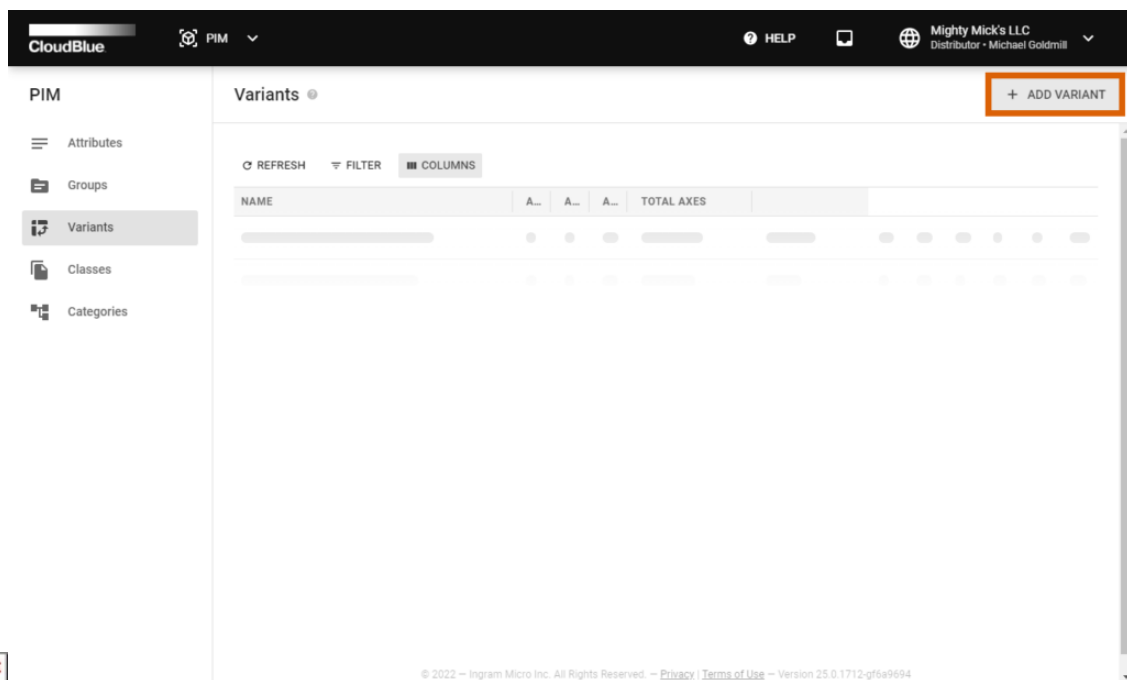 CloudBlue
PIM
HELP
Mighty Mick's LLC
Distributor • Michael Goldmill
PIM
Variants
+ ADD VARIANT
Attributes
Groups
Variants
Classes
Categories
REFRESH
FILTER
COLUMNS
NAME
A...
A...
A...
TOTAL AXES
© 2022 – Ingram Micro Inc. All Rights Reserved. – Privacy | Terms of Use – Version 25.0.1712-gf6a9694